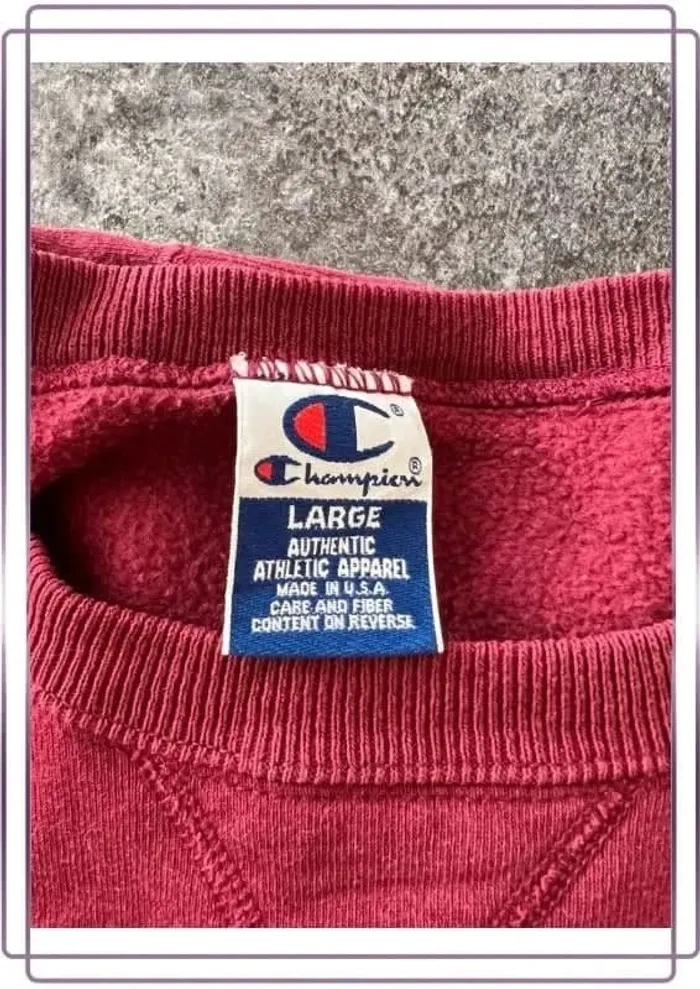 ®
Champion®
LARGE
AUTHENTIC
ATHLETIC APPAREL
MADE IN U.S.A.
CARE AND FIBER
CONTENT ON REVERSE